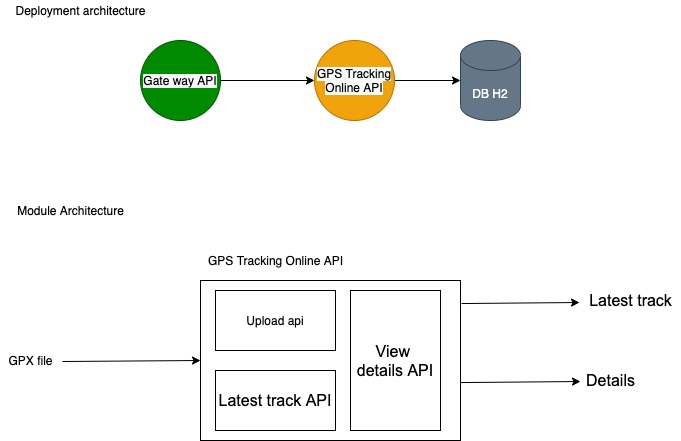 Deployment architecture
Gate way API
GPS Tracking
Online API
DB H2
Module Architecture
GPS Tracking Online API
Upload api
View
details API
Latest track API
GPX file
Latest track
Details